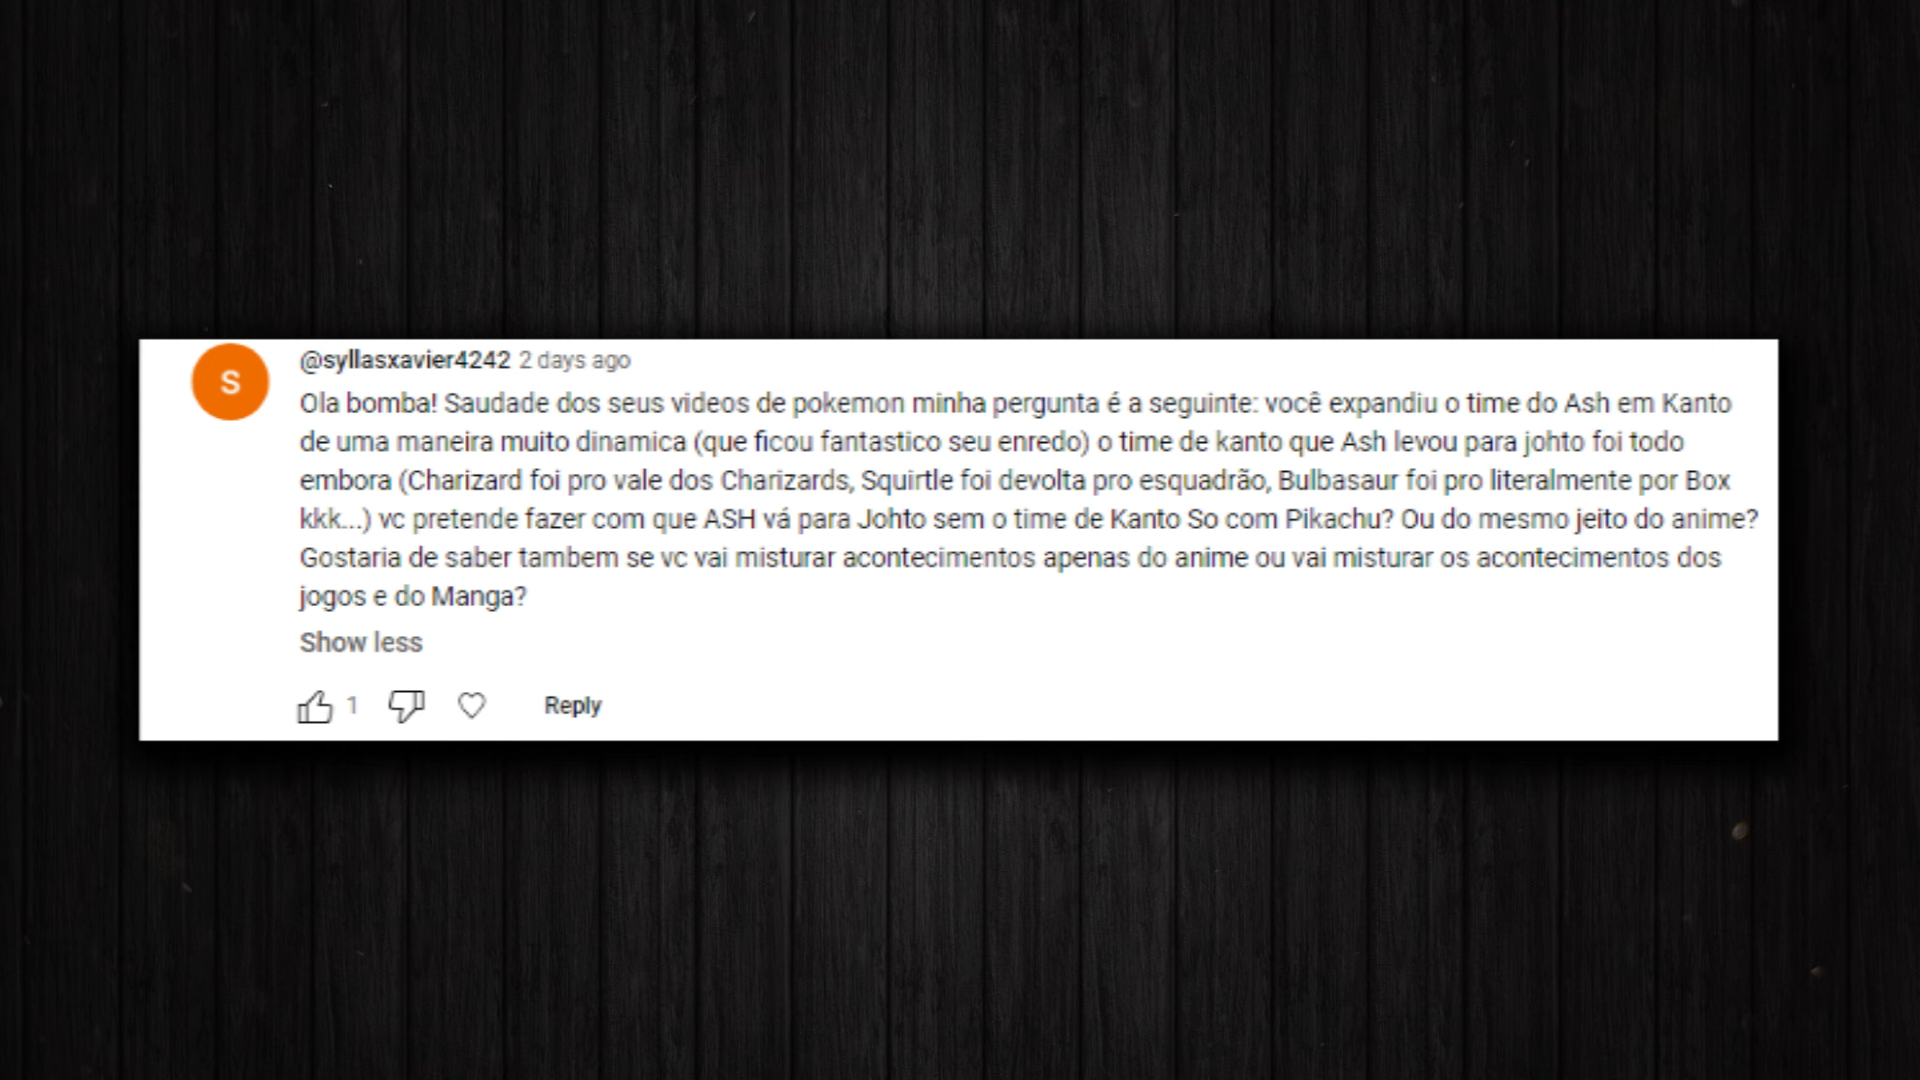 S
@syllasxavier4242 2 days ago
Ola bomba! Saudade dos seus videos de pokemon minha pergunta é a seguinte: você expandiu o time do Ash em Kanto
de uma maneira muito dinamica (que ficou fantastico seu enredo) o time de kanto que Ash levou para johto foi todo
embora (Charizard foi pro vale dos Charizards, Squirtle foi devolta pro esquadrão, Bulbasaur foi pro literalmente por Box
kkk...) vc pretende fazer com que ASH vá para Johto sem o time de Kanto So com Pikachu? Ou do mesmo jeito do anime?
Gostaria de saber tambem se vc vai misturar acontecimentos apenas do anime ou vai misturar os acontecimentos dos
jogos e do Manga?
Show less
1 Reply